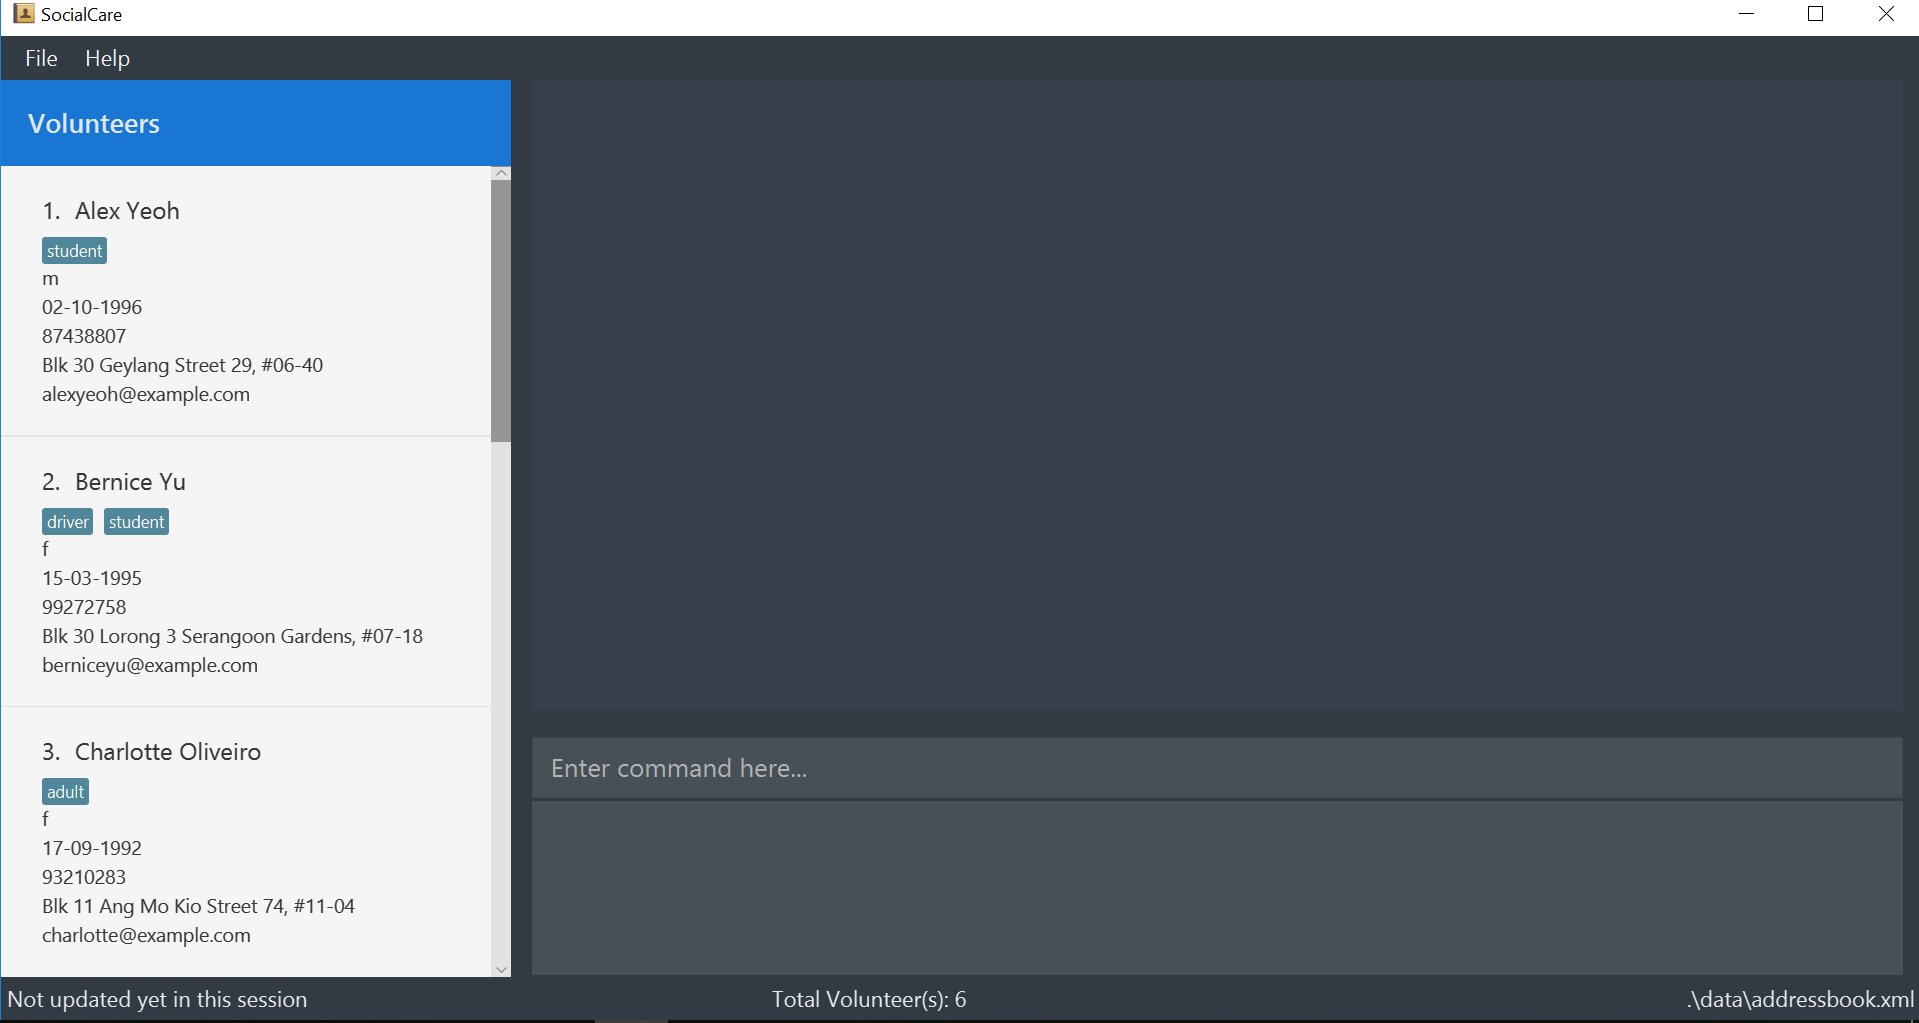 SocialCare
File Help
Volunteers
1. Alex Yeoh
student
m
02-10-1996
87438807
Blk 30 Geylang Street 29, #06-40
alexyeoh@example.com
2. Bernice Yu
driver student
f
15-03-1995
99272758
Blk 30 Lorong 3 Serangoon Gardens, #07-18
berniceyu@example.com
3. Charlotte Oliveiro
adult
f
17-09-1992
93210283
Blk 11 Ang Mo Kio Street 74, #11-04
charlotte@example.com
Enter command here...
Not updated yet in this session
Total Volunteer(s): 6
.\data\addressbook.xml